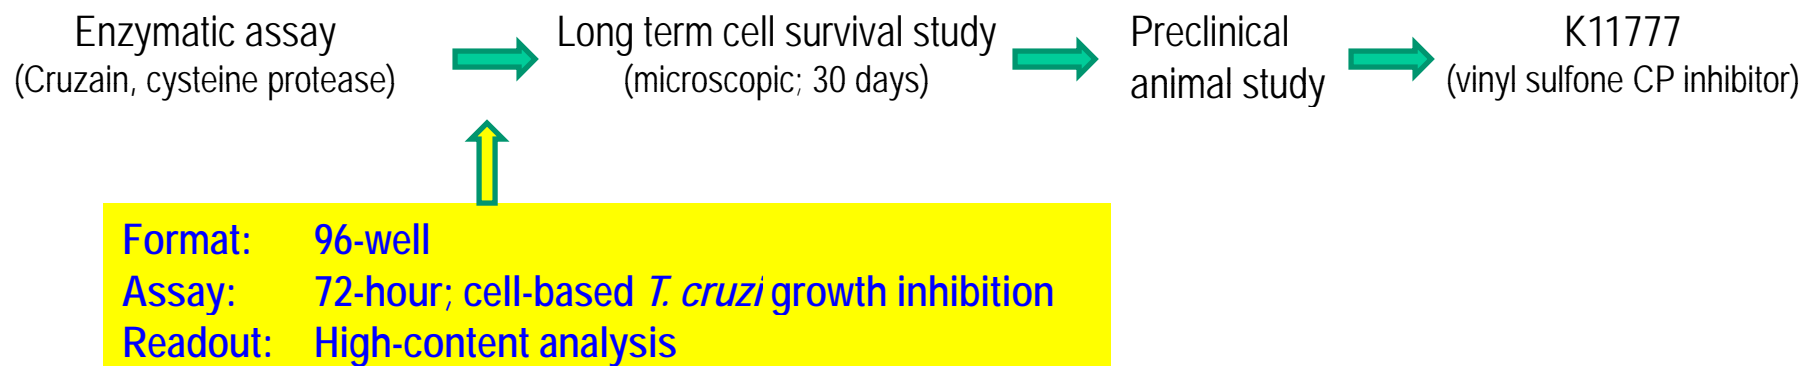 Enzymatic assay
(Cruzain, cysteine protease)
Long term cell survival study
(microscopic; 30 days)
Preclinical
animal study
K11777
(vinyl sulfone CP inhibitor)
Format: 96-well
Assay: 72-hour; cell-based T. cruzi growth inhibition
Readout: High-content analysis